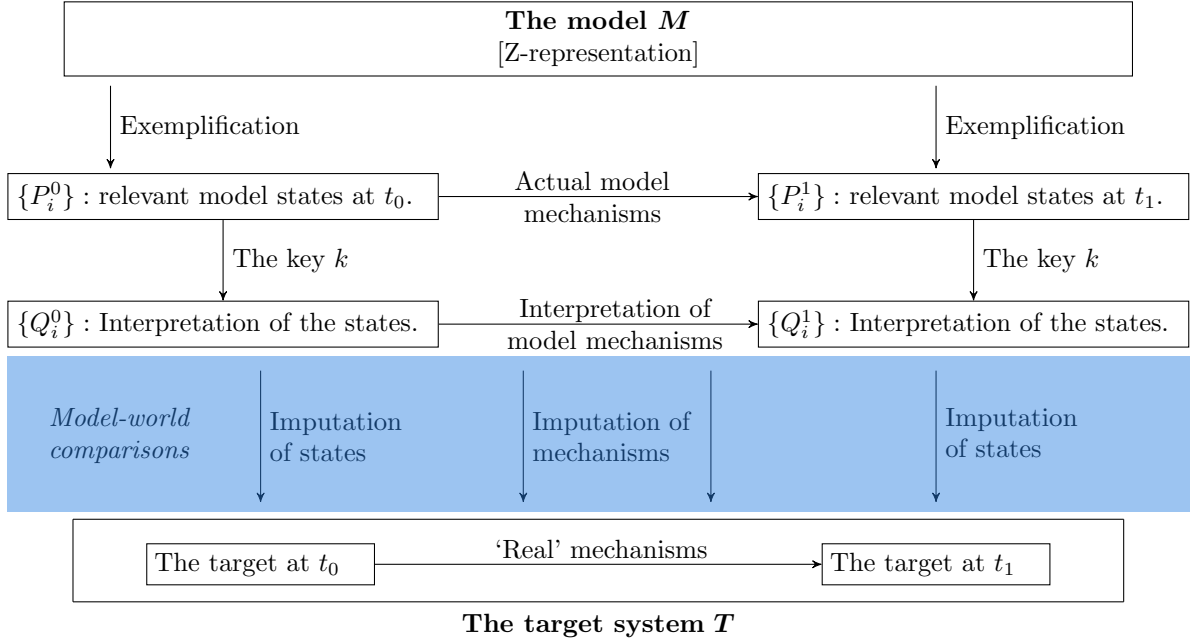 The model M
[Z-representation]
Exemplification
Exemplification
{P_i^0} : relevant model states at t_0.
Actual model
mechanisms
{P_i^1} : relevant model states at t_1.
The key k
The key k
{Q_i^0} : Interpretation of the states.
Interpretation of
model mechanisms
{Q_i^1} : Interpretation of the states.
Model-world
comparisons
Imputation
of states
Imputation of
mechanisms
Imputation
of states
The target at t_0
‘Real’ mechanisms
The target at t_1
The target system T